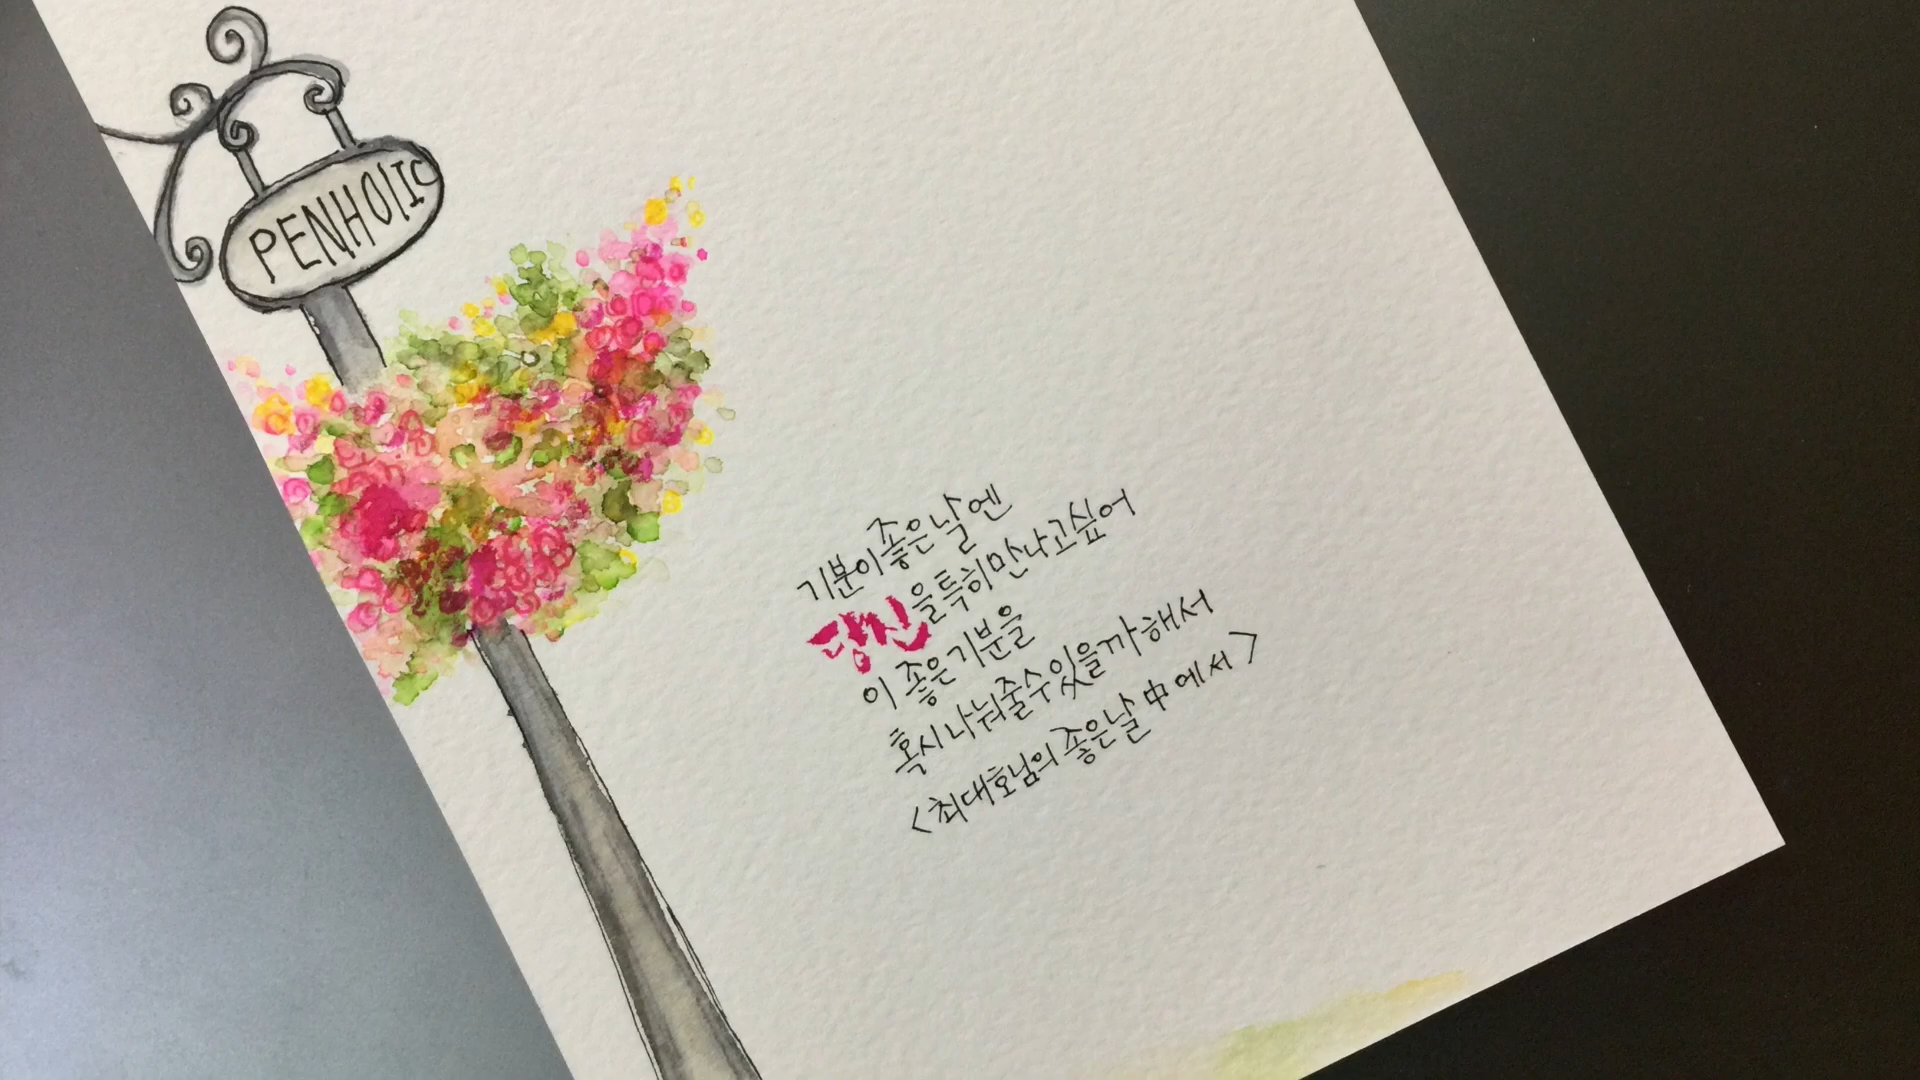 PENHOLIC
기분이 좋은 날엔
당신을 특히 만나고 싶어
이 좋은 기분을
혹시 나눠줄 수 있을까 해서
<최대호님의 좋은날 中 에서>